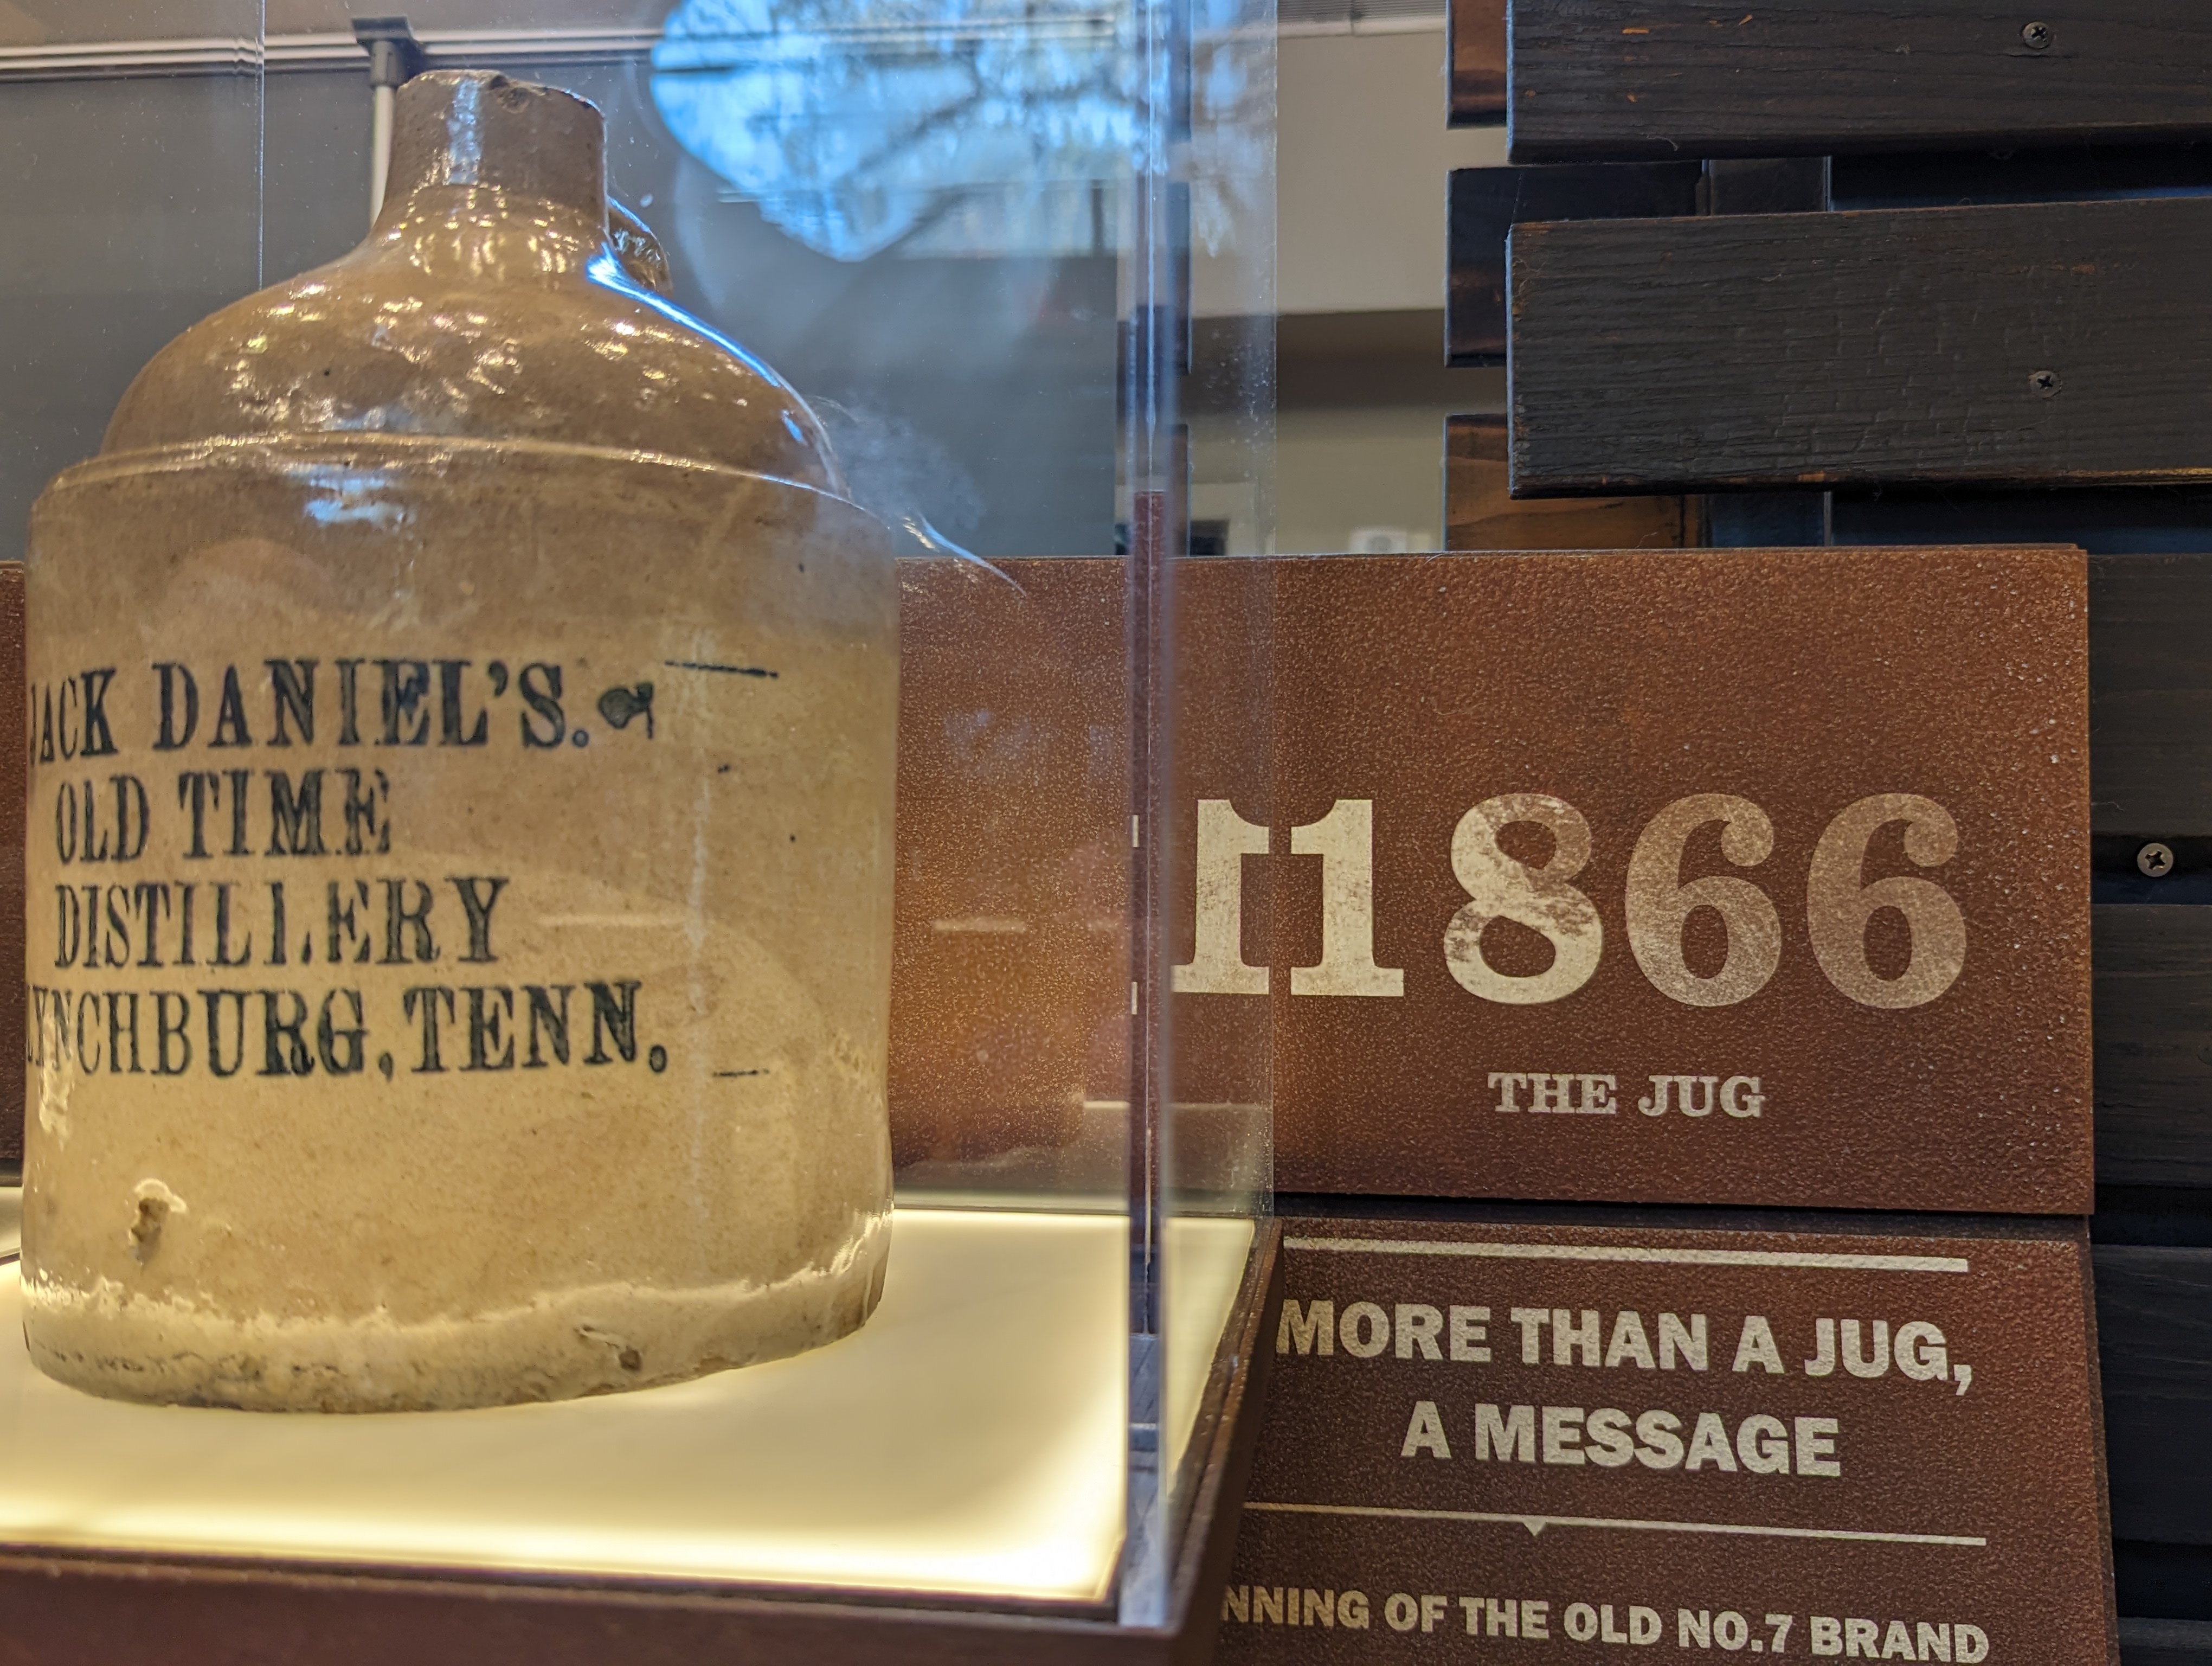 JACK DANIEL'S.
OLD TIME
DISTILLERY
LYNCHBURG, TENN.
1866
THE JUG
MORE THAN A JUG,
A MESSAGE
OF THE OLD NO.7 BRAND